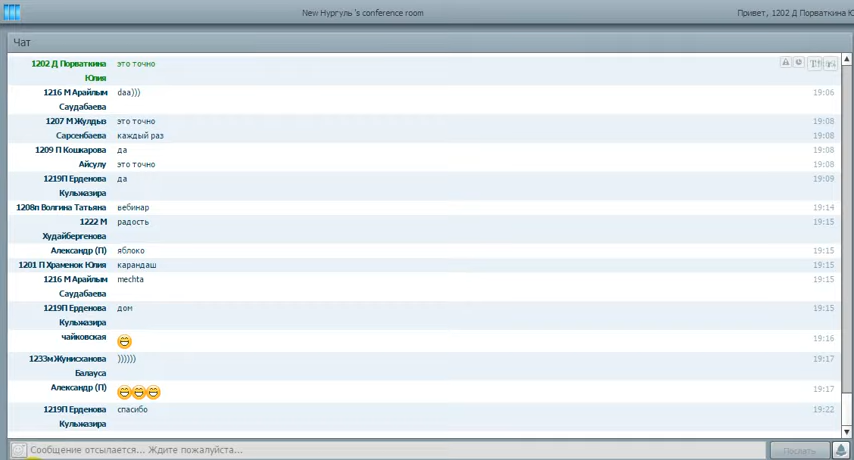 New Нургуль 's conference room
Привет, 1202 Д Порваткина Ю
Чат
1202 Д Порваткина это точно
Юлия
1216 М Арайлым daa))) 19:06
Саудабаева
1207 М Жулдыз это точно 19:08
Сарсенбаева каждый раз 19:08
1209 П Кошкарова да 19:08
Айсулу это точно 19:08
1219П Ерденова да 19:09
Кульжазира
1208п Волгина Татьяна вебинар 19:14
1222 М радость 19:15
Худайбергенова
Александр (П) яблоко 19:15
1201 П Храменок Юлия карандаш 19:15
1216 М Арайлым mechta 19:15
Саудабаева
1219П Ерденова дом 19:15
Кульжазира
чайковская 19:16
1233м Жунисханова )))))) 19:17
Балауса
Александр (П) 19:17
1219П Ерденова спасибо 19:22
Кульжазира
Сообщение отсылается... Ждите пожалуйста... Послать